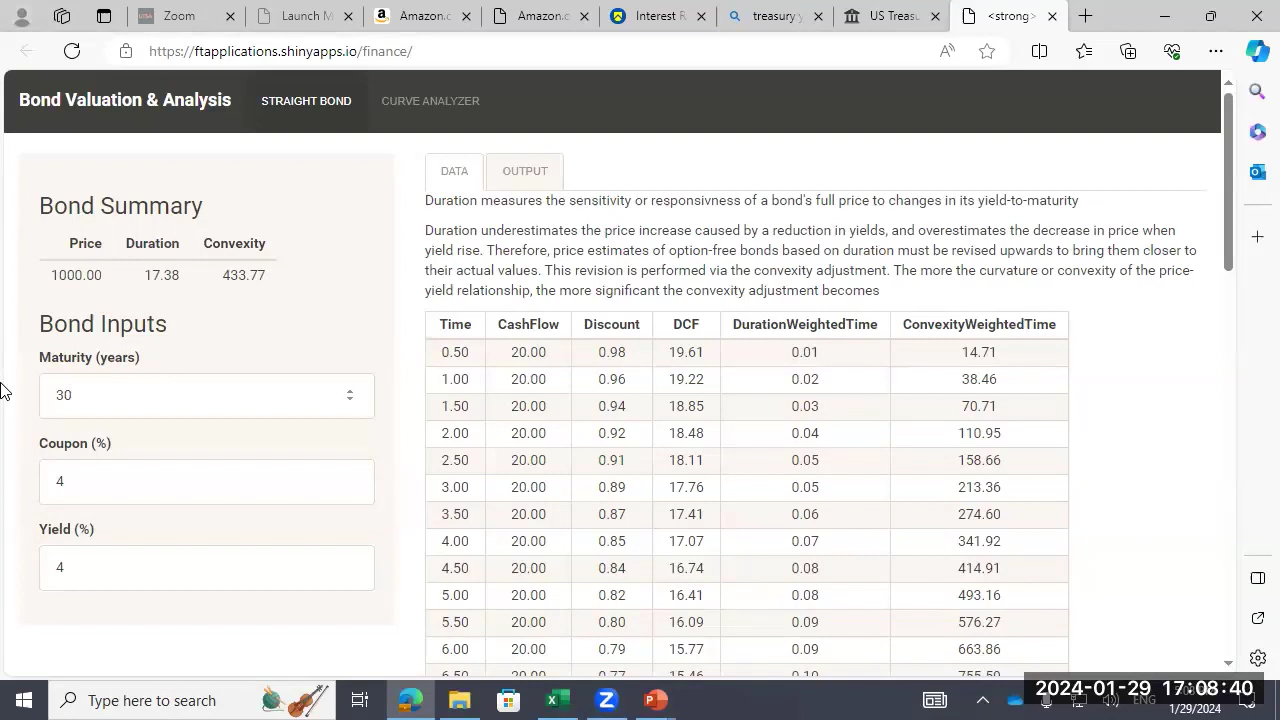 Zoom
Launch M
Amazon.c
Amazon.c
Interest R
treasury y
US Treasu
<strong>
https://ftapplications.shinyapps.io/finance/
Bond Valuation & Analysis
STRAIGHT BOND
CURVE ANALYZER
Bond Summary
Price Duration Convexity
1000.00 17.38 433.77
Bond Inputs
Maturity (years)
30
Coupon (%)
4
Yield (%)
4
DATA
OUTPUT
Duration measures the sensitivity or responsivness of a bond's full price to changes in its yield-to-maturity
Duration underestimates the price increase caused by a reduction in yields, and overestimates the decrease in price when
yield rise. Therefore, price estimates of option-free bonds based on duration must be revised upwards to bring them closer to
their actual values. This revision is performed via the convexity adjustment. The more the curvature or convexity of the price-
yield relationship, the more significant the convexity adjustment becomes
Time CashFlow Discount DCF DurationWeightedTime ConvexityWeightedTime
0.50 20.00 0.98 19.61 0.01 14.71
1.00 20.00 0.96 19.22 0.02 38.46
1.50 20.00 0.94 18.85 0.03 70.71
2.00 20.00 0.92 18.48 0.04 110.95
2.50 20.00 0.91 18.11 0.05 158.66
3.00 20.00 0.89 17.76 0.05 213.36
3.50 20.00 0.87 17.41 0.06 274.60
4.00 20.00 0.85 17.07 0.07 341.92
4.50 20.00 0.84 16.74 0.08 414.91
5.00 20.00 0.82 16.41 0.08 493.16
5.50 20.00 0.80 16.09 0.09 576.27
6.00 20.00 0.79 15.77 0.09 663.86
6.50 20.00 0.77 15.46 0.10 755.50
Type here to search
ENG
2024-01-29 17:08:40
1/29/2024